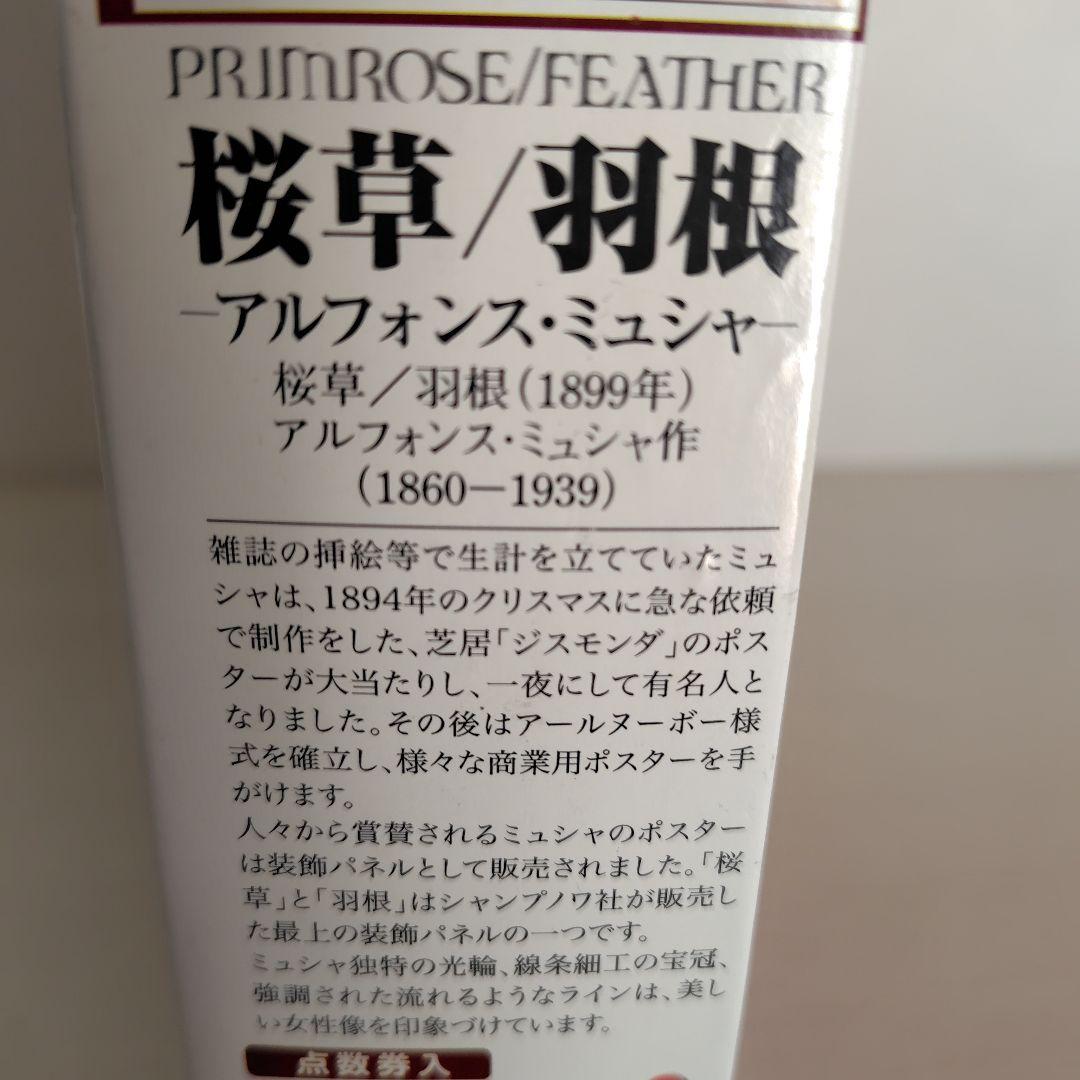 PRIMROSE/FEATHER
桜草/羽根
—アルフォンス・ミュシャ—
桜草／羽根(1899年)
アルフォンス・ミュシャ作
(1860—1939)
雑誌の挿絵等で生計を立てていたミュ
シャは、1894年のクリスマスに急な依頼
で制作をした、芝居「ジスモンダ」のポス
ターが大当たりし、一夜にして有名人と
なりました。その後はアールヌーボー様
式を確立し、様々な商業用ポスターを手
がけます。
人々から賞賛されるミュシャのポスター
は装飾パネルとして販売されました。「桜
草」と「羽根」はシャンプノワ社が販売し
た最上の装飾パネルの一つです。
ミュシャ独特の光輪、線条細工の宝冠、
強調された流れるようなラインは、美し
い女性像を印象づけています。
点数券入